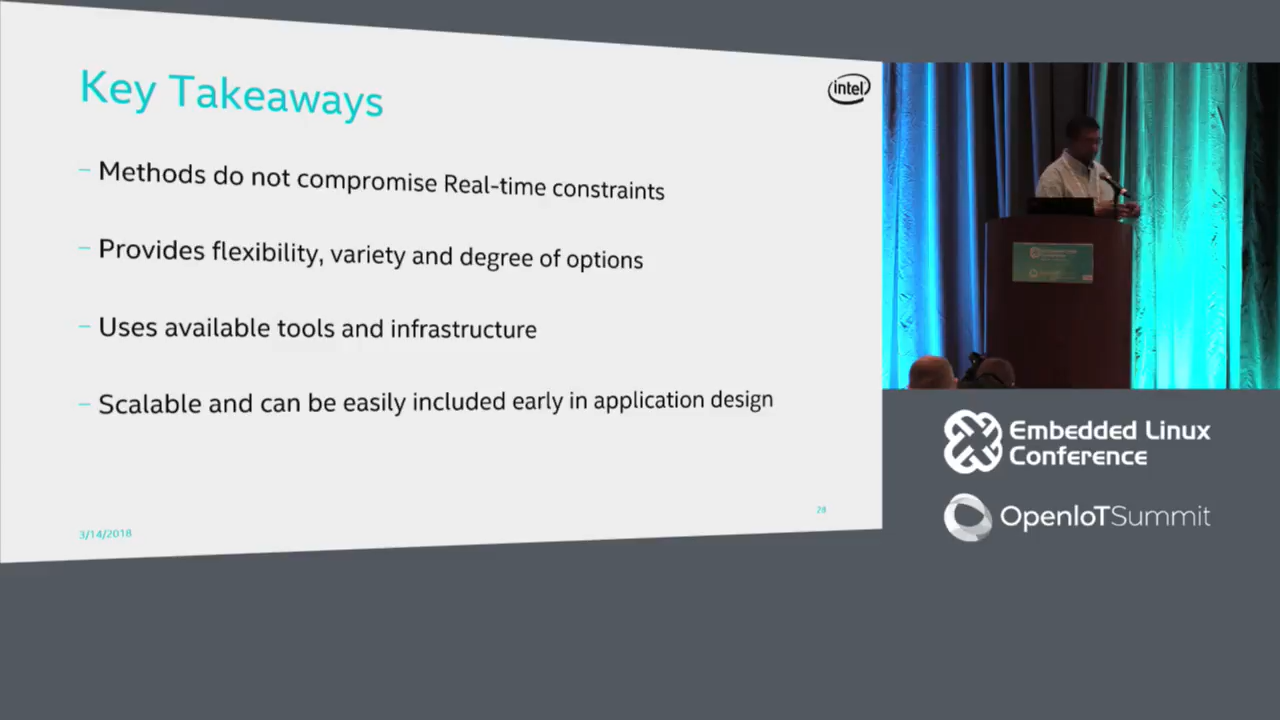 Key Takeaways
intel
– Methods do not compromise Real-time constraints
– Provides flexibility, variety and degree of options
– Uses available tools and infrastructure
– Scalable and can be easily included early in application design
3/14/2018
28
Embedded Linux
Conference
OpenIoTSummit